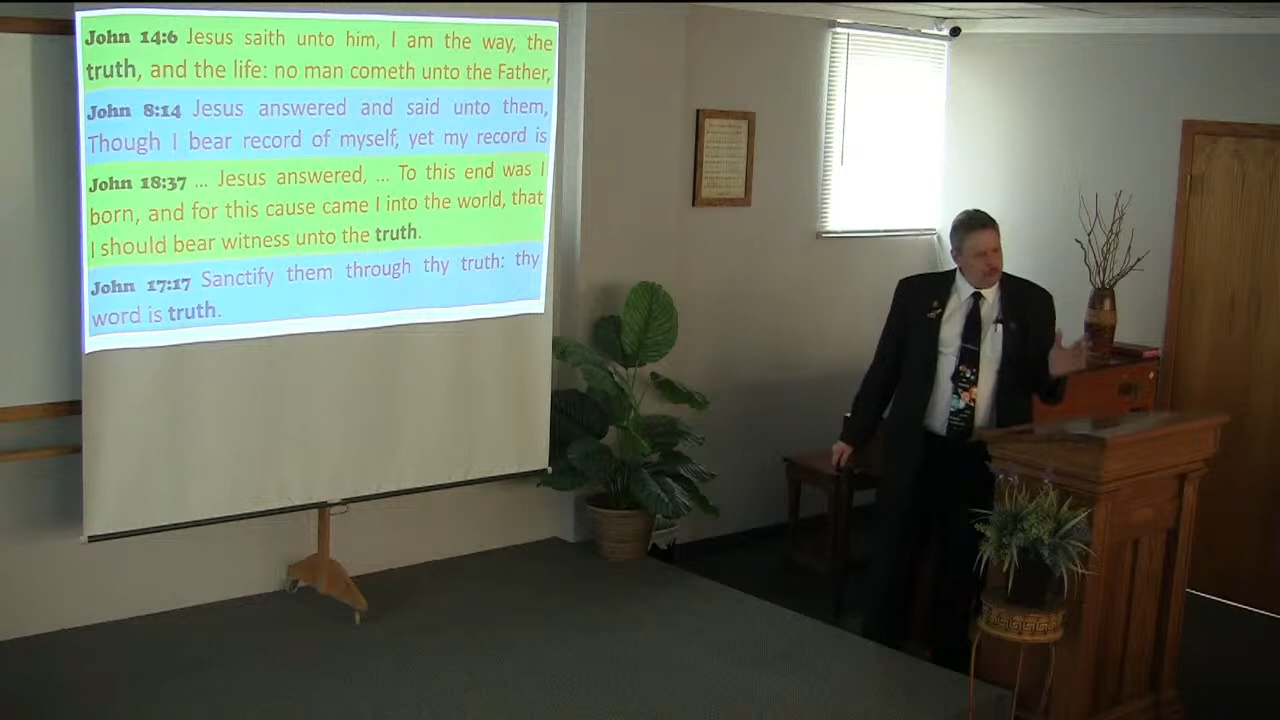 John 14:6 Jesus saith unto him, I am the way, the
truth, and the life: no man cometh unto the Father,
John 8:14 Jesus answered and said unto them,
Though I bear record of myself, yet my record is
John 18:37 ... Jesus answered, ... To this end was I
born, and for this cause came I into the world, that
I should bear witness unto the truth.
John 17:17 Sanctify them through thy truth: thy
word is truth.